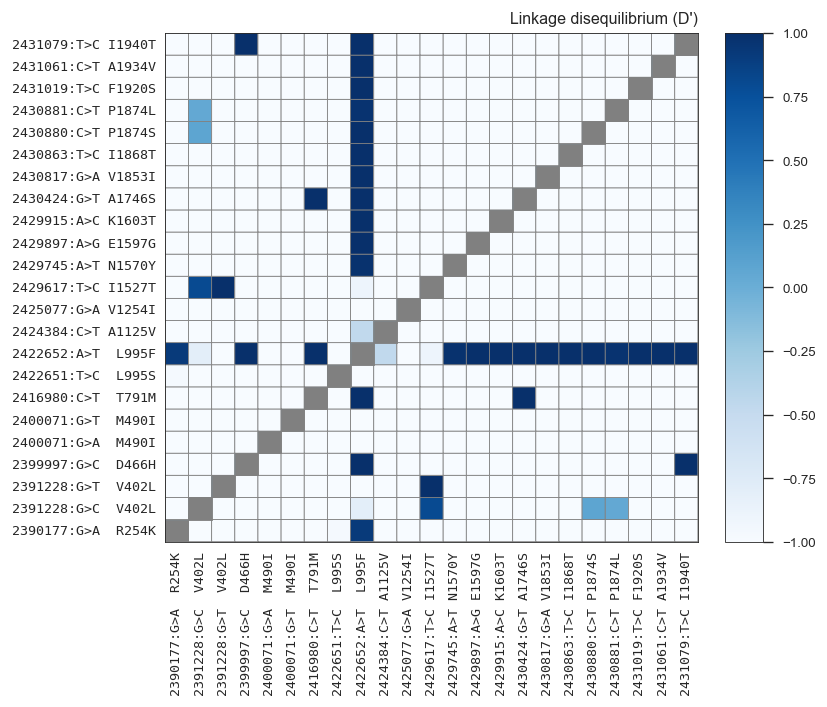 Linkage disequilibrium (D')
2431079:T>C I1940T
2431061:C>T A1934V
2431019:T>C F1920S
2430881:C>T P1874L
2430880:C>T P1874S
2430863:T>C I1868T
2430817:G>A V1853I
2430424:G>T A1746S
2429915:A>C K1603T
2429897:A>G E1597G
2429745:A>T N1570Y
2429617:T>C I1527T
2425077:G>A V1254I
2424384:C>T A1125V
2422652:A>T L995F
2422651:T>C L995S
2416980:C>T T791M
2400071:G>T M490I
2400071:G>A M490I
2399997:G>C D466H
2391228:G>T V402L
2391228:G>C V402L
2390177:G>A R254K
2390177:G>A R254K
2391228:G>C V402L
2391228:G>T V402L
2399997:G>C D466H
2400071:G>A M490I
2400071:G>T M490I
2416980:C>T T791M
2422651:T>C L995S
2422652:A>T L995F
2424384:C>T A1125V
2425077:G>A V1254I
2429617:T>C I1527T
2429745:A>T N1570Y
2429897:A>G E1597G
2429915:A>C K1603T
2430424:G>T A1746S
2430817:G>A V1853I
2430863:T>C I1868T
2430880:C>T P1874S
2430881:C>T P1874L
2431019:T>C F1920S
2431061:C>T A1934V
2431079:T>C I1940T
1.00
0.75
0.50
0.25
0.00
−0.25
−0.50
−0.75
−1.00